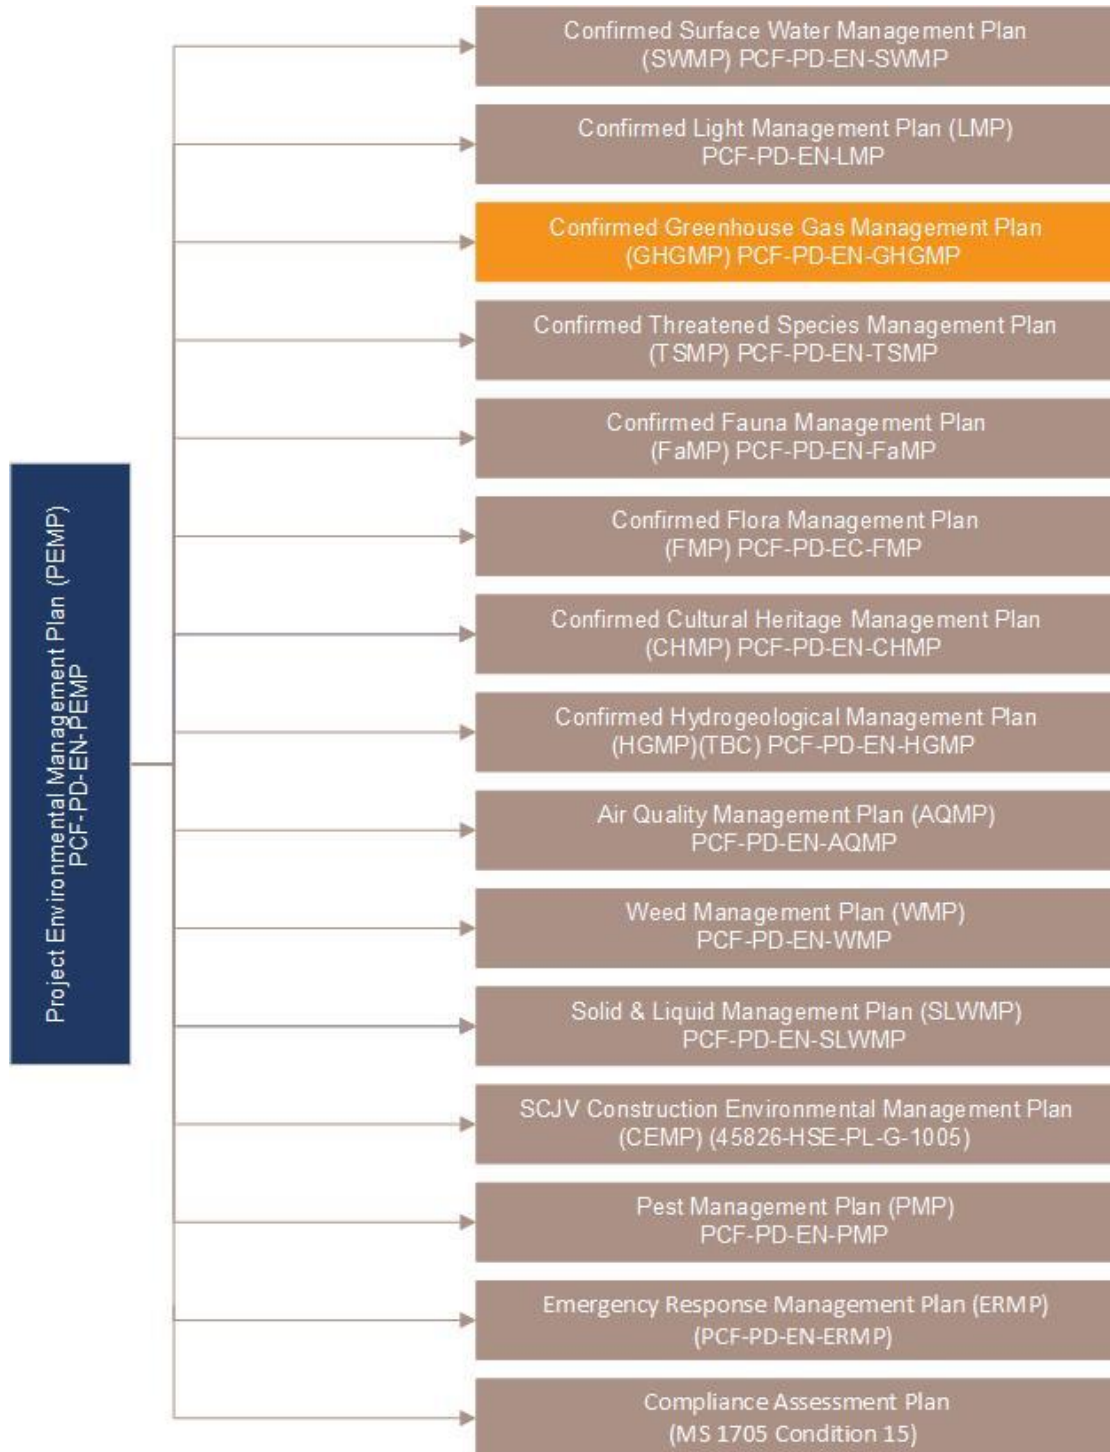 Project Environmental Management Plan (PEMP)
PCF-PD-EN-PEMP
Confirmed Surface Water Management Plan
(SWMP) PCF-PD-EN-SWMP
Confirmed Light Management Plan (LMP)
PCF-PD-EN-LMP
Confirmed Greenhouse Gas Management Plan
(GHGMP) PCF-PD-EN-GHGMP
Confirmed Threatened Species Management Plan
(TSMP) PCF-PD-EN-TSMP
Confirmed Fauna Management Plan
(FaMP) PCF-PD-EN-FaMP
Confirmed Flora Management Plan
(FMP) PCF-PD-EC-FMP
Confirmed Cultural Heritage Management Plan
(CHMP) PCF-PD-EN-CHMP
Confirmed Hydrogeological Management Plan
(HGMP)(TBC) PCF-PD-EN-HGMP
Air Quality Management Plan (AQMP)
PCF-PD-EN-AQMP
Weed Management Plan (WMP)
PCF-PD-EN-WMP
Solid & Liquid Management Plan (SLWMP)
PCF-PD-EN-SLWMP
SCJV Construction Environmental Management Plan
(CEMP) (45826-HSE-PL-G-1005)
Pest Management Plan (PMP)
PCF-PD-EN-PMP
Emergency Response Management Plan (ERMP)
(PCF-PD-EN-ERMP)
Compliance Assessment Plan
(MS 1705 Condition 15)